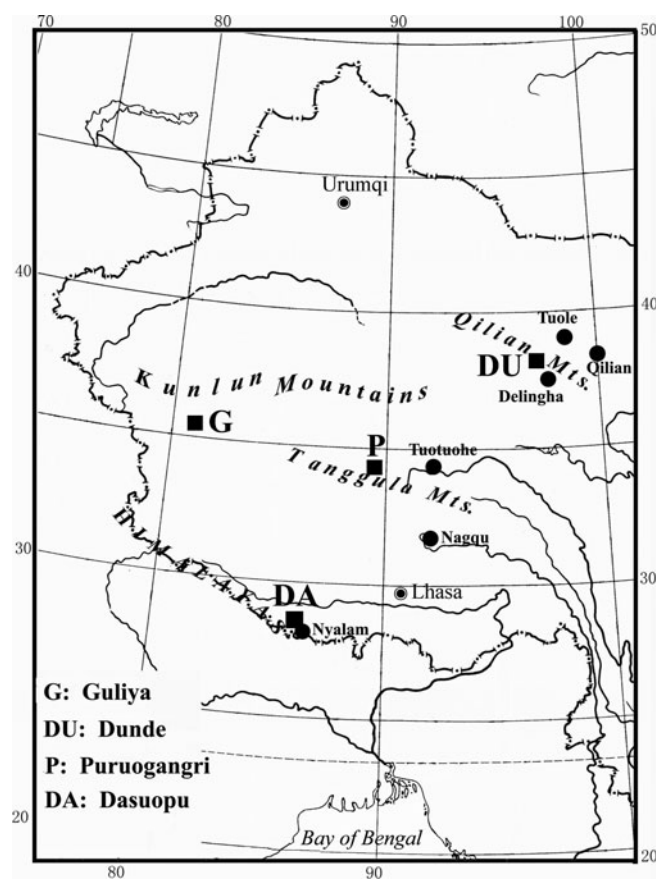 70 80 90 100
50
Urumqi
40
40
Tuole
Qilian Mts.
DU
Qilian
Delingha
Kunlun Mountains
G
P
Tuotuohe
Tanggula Mts.
HIMALAYAS
Nagqu
30
30
DA
Lhasa
Nyalam
G: Guliya
DU: Dunde
P: Puruogangri
DA: Dasuopu
20
Bay of Bengal
20
80 90 100